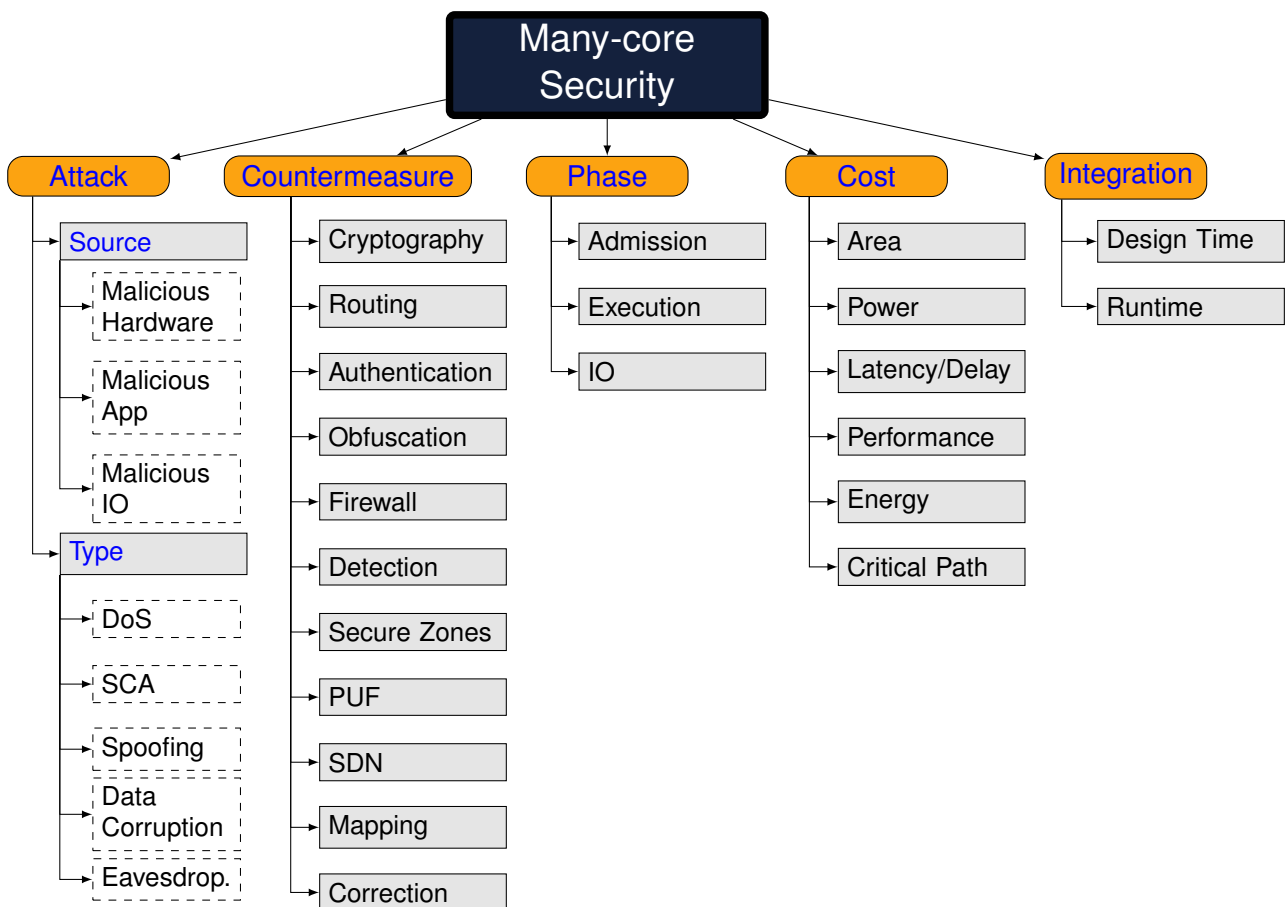 Many-core
Security
Attack
Countermeasure
Phase
Cost
Integration
Source
Malicious
Hardware
Malicious
App
Malicious
IO
Type
DoS
SCA
Spoofing
Data
Corruption
Eavesdrop.
Cryptography
Routing
Authentication
Obfuscation
Firewall
Detection
Secure Zones
PUF
SDN
Mapping
Correction
Admission
Execution
IO
Area
Power
Latency/Delay
Performance
Energy
Critical Path
Design Time
Runtime